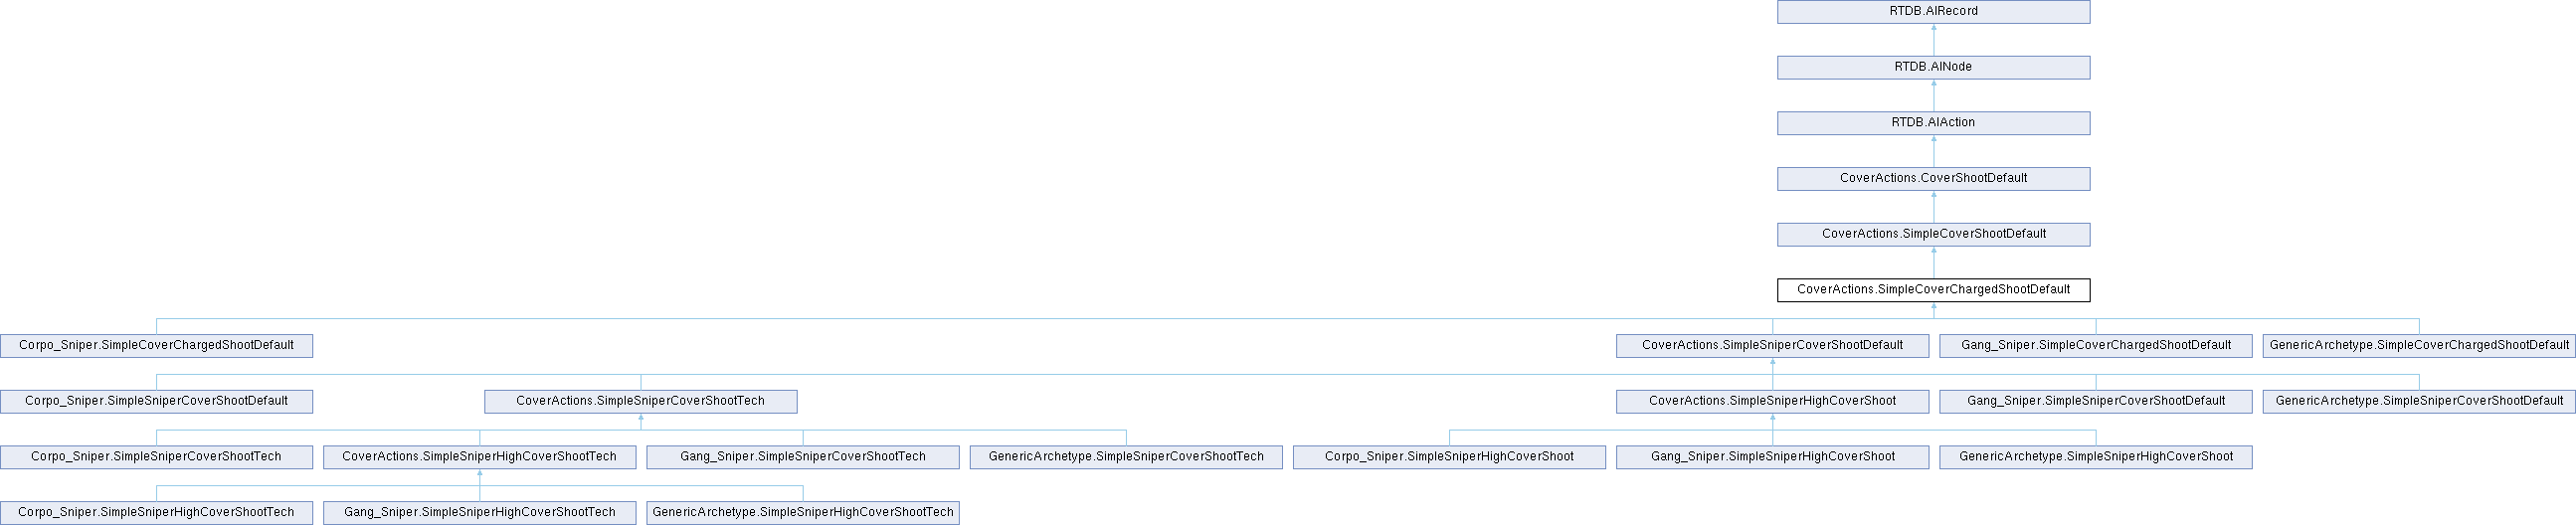 RTDB.AIRecord
RTDB.AINode
RTDB.AIAction
CoverActions.CoverShootDefault
CoverActions.SimpleCoverShootDefault
CoverActions.SimpleCoverChargedShootDefault
Corpo_Sniper.SimpleCoverChargedShootDefault
CoverActions.SimpleSniperCoverShootDefault
Gang_Sniper.SimpleCoverChargedShootDefault
GenericArchetype.SimpleCoverChargedShootDefault
Corpo_Sniper.SimpleSniperCoverShootDefault
CoverActions.SimpleSniperCoverShootTech
CoverActions.SimpleSniperHighCoverShoot
Gang_Sniper.SimpleSniperCoverShootDefault
GenericArchetype.SimpleSniperCoverShootDefault
Corpo_Sniper.SimpleSniperCoverShootTech
CoverActions.SimpleSniperHighCoverShootTech
Gang_Sniper.SimpleSniperCoverShootTech
GenericArchetype.SimpleSniperCoverShootTech
Corpo_Sniper.SimpleSniperHighCoverShoot
Gang_Sniper.SimpleSniperHighCoverShoot
GenericArchetype.SimpleSniperHighCoverShoot
Corpo_Sniper.SimpleSniperHighCoverShootTech
Gang_Sniper.SimpleSniperHighCoverShootTech
GenericArchetype.SimpleSniperHighCoverShootTech